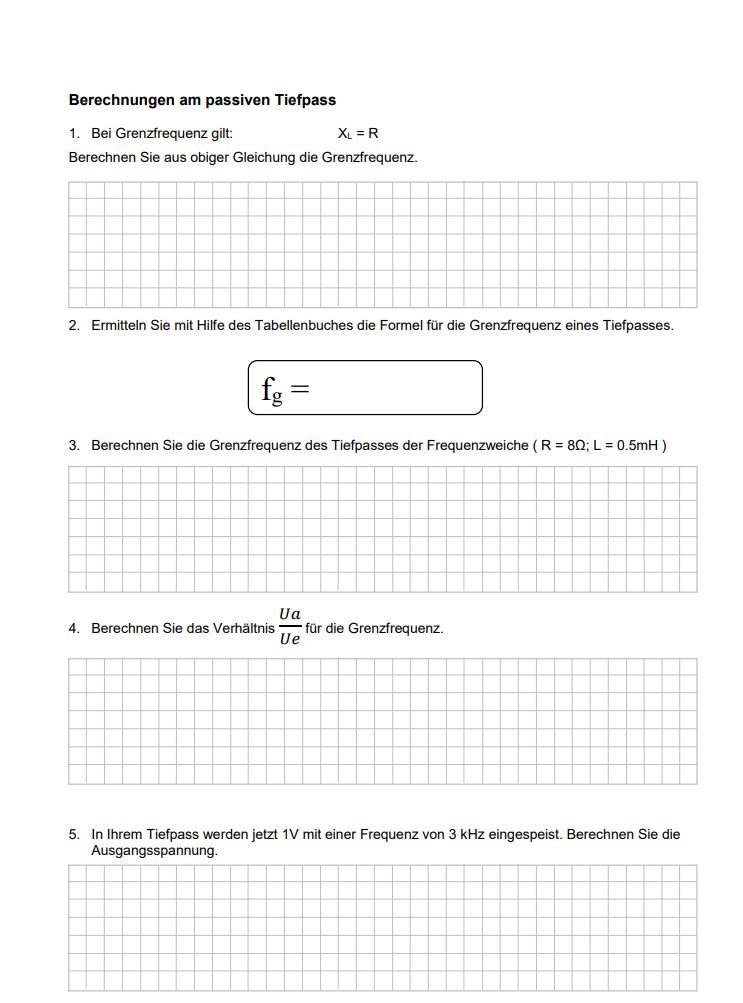 Berechnungen am passiven Tiefpass
1. Bei Grenzfrequenz gilt: X_L = R
Berechnen Sie aus obiger Gleichung die Grenzfrequenz.
2. Ermitteln Sie mit Hilfe des Tabellenbuches die Formel für die Grenzfrequenz eines Tiefpasses.
f_g =
3. Berechnen Sie die Grenzfrequenz des Tiefpasses der Frequenzweiche ( R = 8Ω; L = 0.5mH )
4. Berechnen Sie das Verhältnis Ua/Ue für die Grenzfrequenz.
5. In Ihrem Tiefpass werden jetzt 1V mit einer Frequenz von 3 kHz eingespeist. Berechnen Sie die
Ausgangsspannung.